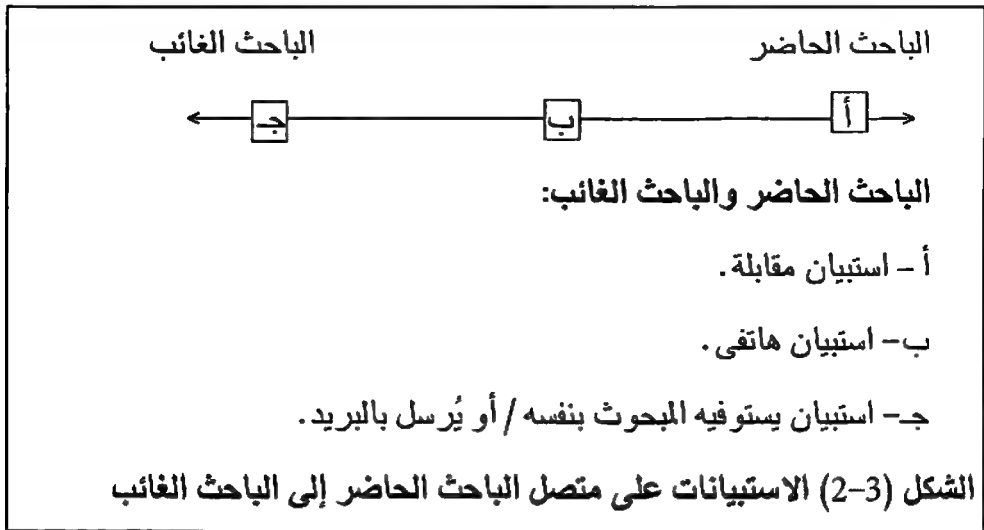 الباحث الحاضر الباحث الغائب
أ ب جـ
الباحث الحاضر والباحث الغائب:
أ – استبيان مقابلة.
ب – استبيان هاتفى.
جـ – استبيان يستوفيه المبحوث بنفسه / أو يُرسل بالبريد.
الشكل (3–2) الاستبيانات على متصل الباحث الحاضر إلى الباحث الغائب